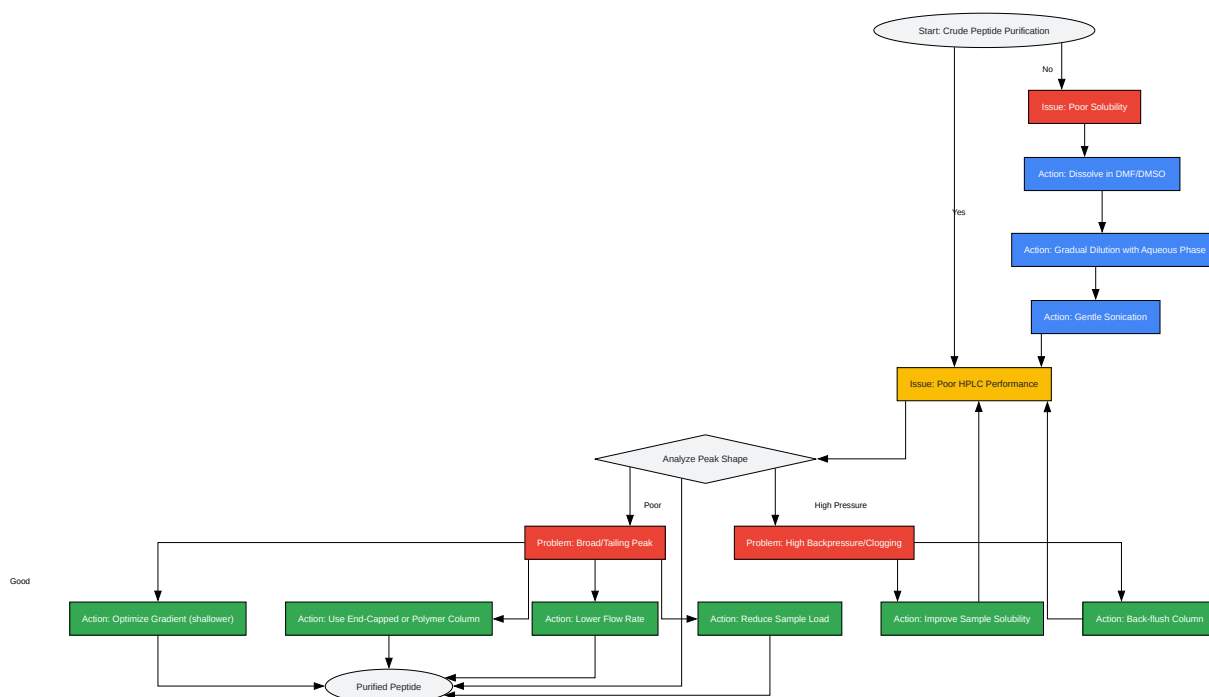 Start: Crude Peptide Purification
No
Issue: Poor Solubility
Action: Dissolve in DMF/DMSO
Yes
Action: Gradual Dilution with Aqueous Phase
Action: Gentle Sonication
Issue: Poor HPLC Performance
Analyze Peak Shape
Poor
High Pressure
Problem: Broad/Tailing Peak
Problem: High Backpressure/Clogging
Good
Action: Optimize Gradient (shallower)
Action: Use End-Capped or Polymer Column
Action: Lower Flow Rate
Action: Reduce Sample Load
Action: Improve Sample Solubility
Action: Back-flush Column
Purified Peptide